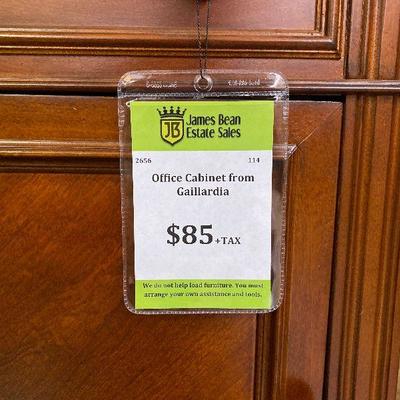 JB
James Bean
Estate Sales
2656 114
Office Cabinet from
Gaillardia
$85+TAX
We do not help load furniture. You must
arrange your own assistance and tools.